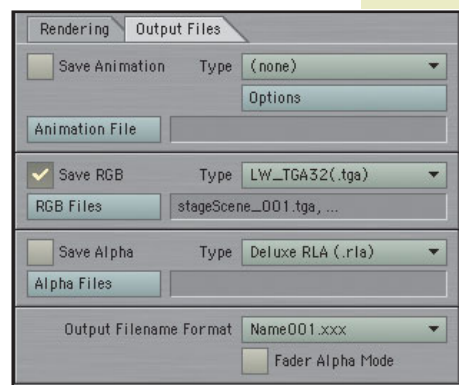 Rendering Output Files
Save Animation Type (none)
Options
Animation File
Save RGB Type LW_TGA32(.tga)
RGB Files stageScene_001.tga, ...
Save Alpha Type Deluxe RLA (.rla)
Alpha Files
Output Filename Format Name001.xxx
Fader Alpha Mode